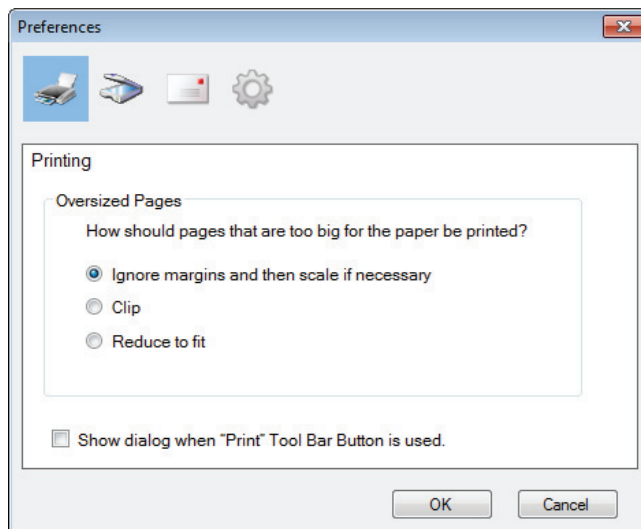 Preferences
Printing
Oversized Pages
How should pages that are too big for the paper be printed?
Ignore margins and then scale if necessary
Clip
Reduce to fit
Show dialog when "Print" Tool Bar Button is used.
OK Cancel